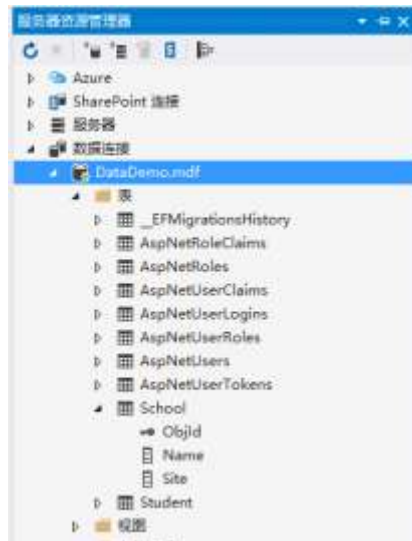 服务器资源管理器
Azure
SharePoint 连接
服务器
数据连接
DataDemo.mdf
表
__EFMigrationsHistory
AspNetRoleClaims
AspNetRoles
AspNetUserClaims
AspNetUserLogins
AspNetUserRoles
AspNetUsers
AspNetUserTokens
School
ObjId
Name
Site
Student
视图